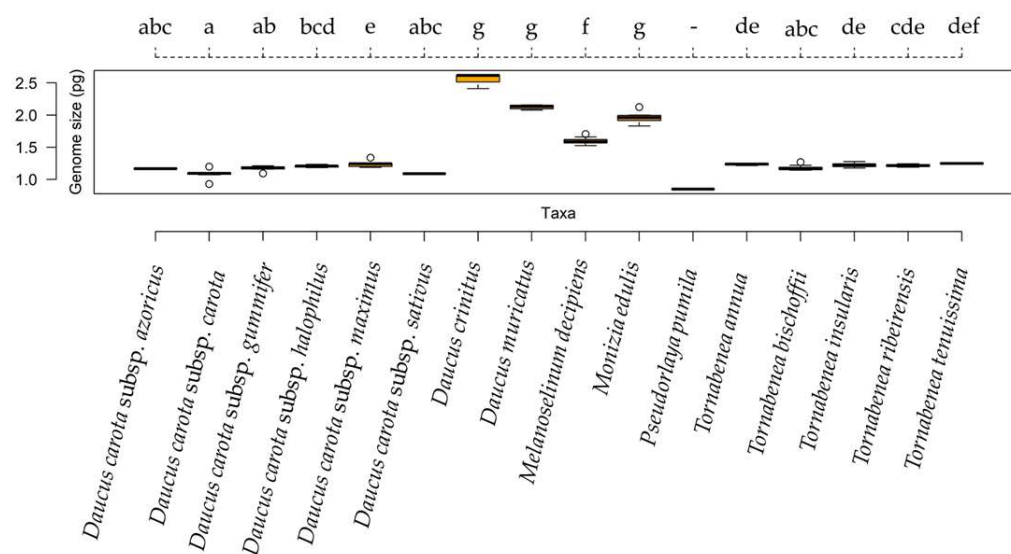 abc a ab bcd e abc g g f g - de abc de cde def
Genome size (pg)
2.5
2.0
1.5
1.0
Taxa
Daucus carota subsp. azoricus
Daucus carota subsp. carota
Daucus carota subsp. gummifer
Daucus carota subsp. halophilus
Daucus carota subsp. maximus
Daucus carota subsp. sativus
Daucus crinitus
Daucus muricatus
Melanoselinum decipiens
Monizia edulis
Pseudorlaya pumila
Tornabenea annua
Tornabenea bischoffii
Tornabenea insularis
Tornabenea ribeirensis
Tornabenea tenuissima